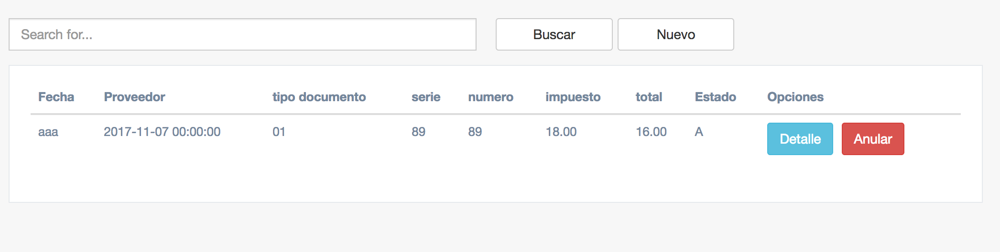 Search for... Buscar Nuevo
Fecha Proveedor tipo documento serie numero impuesto total Estado Opciones
aaa 2017-11-07 00:00:00 01 89 89 18.00 16.00 A Detalle Anular